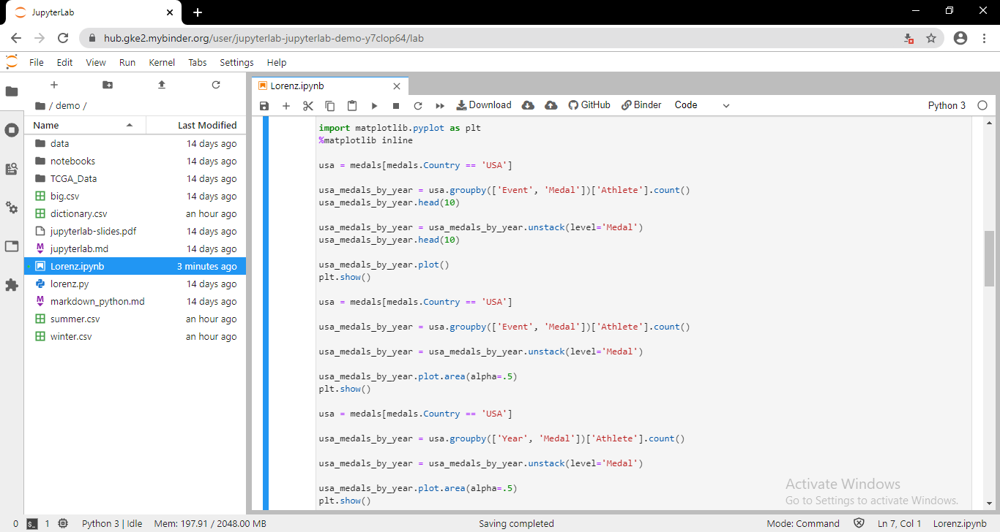 JupyterLab
hub.gke2.mybinder.org/user/jupyterlab-jupyterlab-demo-y7clop64/lab
File Edit View Run Kernel Tabs Settings Help
/ demo /
Name Last Modified
data 14 days ago
notebooks 14 days ago
TCGA_Data 14 days ago
big.csv 14 days ago
dictionary.csv an hour ago
jupyterlab-slides.pdf 14 days ago
jupyterlab.md 14 days ago
Lorenz.ipynb 3 minutes ago
lorenz.py 14 days ago
markdown_python.md 14 days ago
summer.csv an hour ago
winter.csv an hour ago
Lorenz.ipynb
Download GitHub Binder Code Python 3
import matplotlib.pyplot as plt
%matplotlib inline
usa = medals[medals.Country == 'USA']
usa_medals_by_year = usa.groupby(['Event', 'Medal'])['Athlete'].count()
usa_medals_by_year.head(10)
usa_medals_by_year = usa_medals_by_year.unstack(level='Medal')
usa_medals_by_year.head(10)
usa_medals_by_year.plot()
plt.show()
usa = medals[medals.Country == 'USA']
usa_medals_by_year = usa.groupby(['Event', 'Medal'])['Athlete'].count()
usa_medals_by_year = usa_medals_by_year.unstack(level='Medal')
usa_medals_by_year.plot.area(alpha=.5)
plt.show()
usa = medals[medals.Country == 'USA']
usa_medals_by_year = usa.groupby(['Year', 'Medal'])['Athlete'].count()
usa_medals_by_year = usa_medals_by_year.unstack(level='Medal')
usa_medals_by_year.plot.area(alpha=.5)
plt.show()
Activate Windows
Go to Settings to activate Windows.
0 1 Python 3 | Idle Mem: 197.91 / 2048.00 MB Saving completed Mode: Command Ln 7, Col 1 Lorenz.ipynb